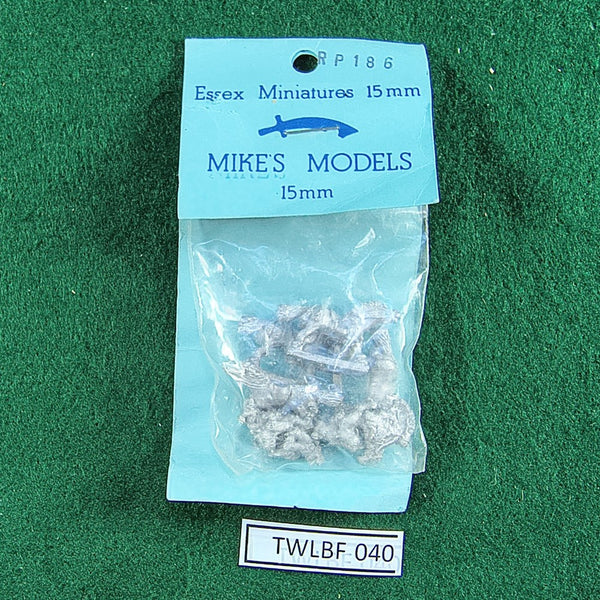 RP186
Essex Miniatures 15mm
MIKE'S MODELS
15mm
TWLBF 040